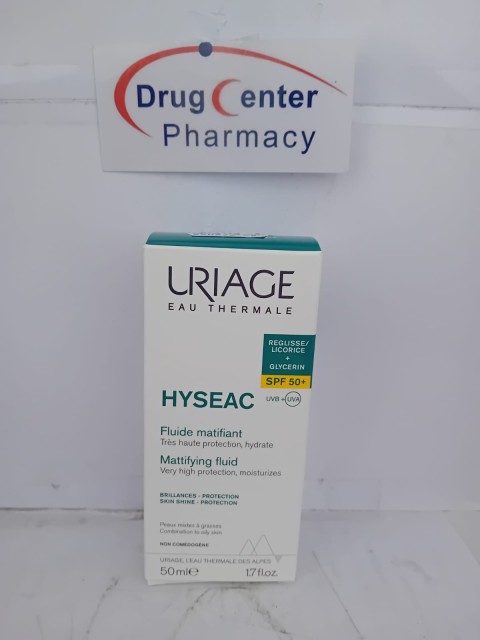 Drug Center
Pharmacy
URIAGE
EAU THERMALE
REGLISSE/
LICORICE
+
GLYCERIN
SPF 50+
UVB + UVA
HYSEAC
Fluide matifiant
Très haute protection, hydrate
Mattifying fluid
Very high protection, moisturizes
BRILLANCES - PROTECTION
SKIN SHINE - PROTECTION
Peaux mixtes à grasses
Combination to oily skin
NON COMÉDOGÈNE
URIAGE, L'EAU THERMALE DES ALPES
50 ml℮ 1.7 fl.oz.